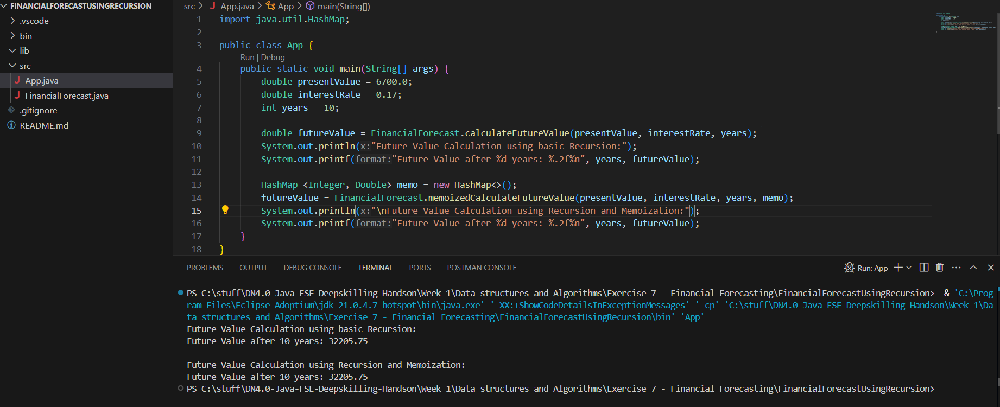 FINANCIALFORECASTUSINGRECURSION
.vscode
bin
lib
src
App.java
FinancialForecast.java
.gitignore
README.md
src > App.java > App > main(String[])
1 import java.util.HashMap;
2
3 public class App {
Run | Debug
4 public static void main(String[] args) {
5 double presentValue = 6700.0;
6 double interestRate = 0.17;
7 int years = 10;
8
9 double futureValue = FinancialForecast.calculateFutureValue(presentValue, interestRate, years);
10 System.out.println(x:"Future Value Calculation using basic Recursion:");
11 System.out.printf(format:"Future Value after %d years: %.2f%n", years, futureValue);
12
13 HashMap <Integer, Double> memo = new HashMap<>();
14 futureValue = FinancialForecast.memoizedCalculateFutureValue(presentValue, interestRate, years, memo);
15 System.out.println(x:"\nFuture Value Calculation using Recursion and Memoization:");
16 System.out.printf(format:"Future Value after %d years: %.2f%n", years, futureValue);
17 }
18 }
PROBLEMS OUTPUT DEBUG CONSOLE TERMINAL PORTS POSTMAN CONSOLE Run: App
PS C:\stuff\DN4.0-Java-FSE-Deepskilling-Handson\Week 1\Data structures and Algorithms\Exercise 7 - Financial Forecasting\FinancialForecastUsingRecursion> & 'C:\Prog
ram Files\Eclipse Adoptium\jdk-21.0.4.7-hotspot\bin\java.exe' '-XX:+ShowCodeDetailsInExceptionMessages' '-cp' 'C:\stuff\DN4.0-Java-FSE-Deepskilling-Handson\Week 1\Da
ta structures and Algorithms\Exercise 7 - Financial Forecasting\FinancialForecastUsingRecursion\bin' 'App'
Future Value Calculation using basic Recursion:
Future Value after 10 years: 32205.75

Future Value Calculation using Recursion and Memoization:
Future Value after 10 years: 32205.75
PS C:\stuff\DN4.0-Java-FSE-Deepskilling-Handson\Week 1\Data structures and Algorithms\Exercise 7 - Financial Forecasting\FinancialForecastUsingRecursion>